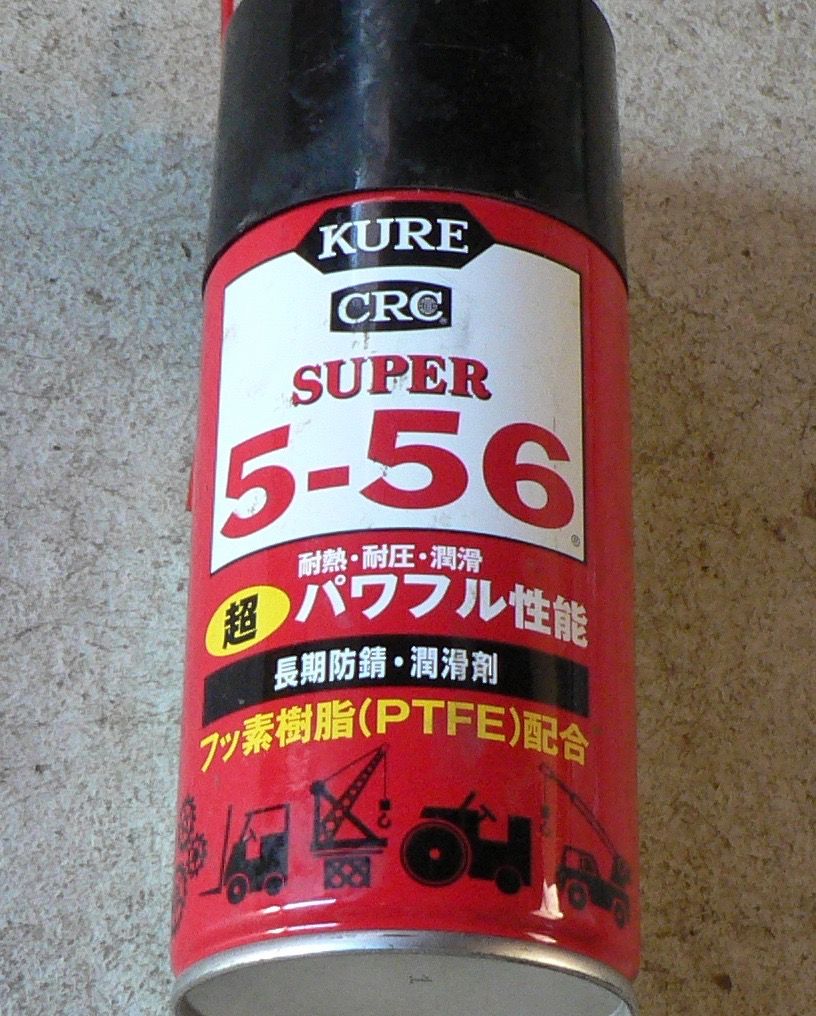 KURE
CRC
SUPER
5-56®
耐熱・耐圧・潤滑
超パワフル性能
長期防錆・潤滑剤
フッ素樹脂(PTFE)配合